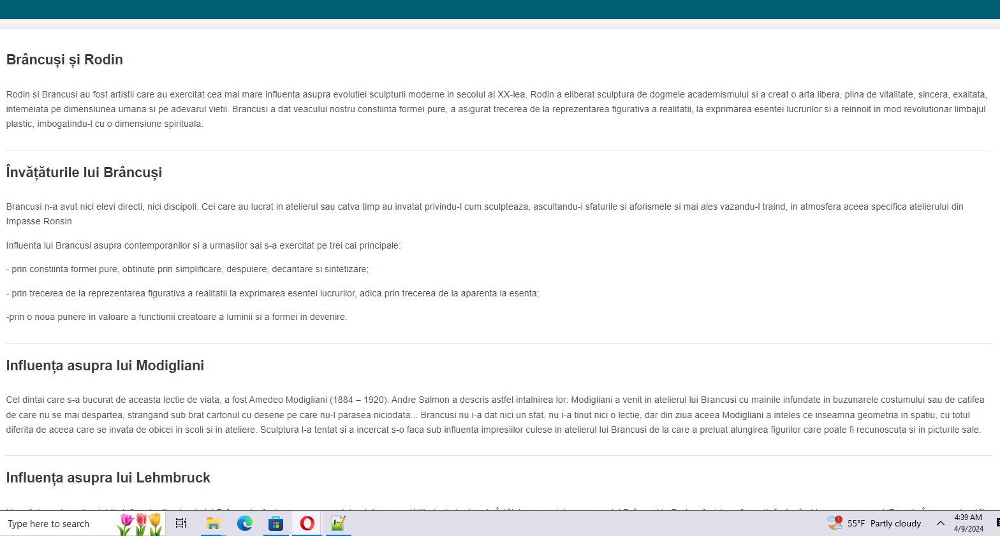 Brâncuși și Rodin
Rodin si Brancusi au fost artistii care au exercitat cea mai mare influenta asupra evolutiei sculpturii moderne in secolul al XX-lea. Rodin a eliberat sculptura de dogmele academismului si a creat o arta libera, plina de vitalitate, sincera, exaltata,
intemeiata pe dimensiunea umana si pe adevarul vietii. Brancusi a dat veacului nostru constiinta formei pure, a asigurat trecerea de la reprezentarea figurativa a realitatii, la exprimarea esentei lucrurilor si a reinnoit in mod revolutionar limbajul
plastic, imbogatindu-l cu o dimensiune spirituala.
Învățăturile lui Brâncuși
Brancusi n-a avut nici elevi directi, nici discipoli. Cei care au lucrat in atelierul sau catva timp au invatat privindu-l cum sculpteaza, ascultandu-i sfaturile si aforismele si mai ales vazandu-l traind, in atmosfera aceea specifica atelierului din
Impasse Ronsin
Influenta lui Brancusi asupra contemporanilor si a urmasilor sai s-a exercitat pe trei cai principale:
- prin constiinta formei pure, obtinute prin simplificare, despuiere, decantare si sintetizare;
- prin trecerea de la reprezentarea figurativa a realitatii la exprimarea esentei lucrurilor, adica prin trecerea de la aparenta la esenta;
-prin o noua punere in valoare a functiunii creatoare a luminii si a formei in devenire.
Influența asupra lui Modigliani
Cel dintai care s-a bucurat de aceasta lectie de viata, a fost Amedeo Modigliani (1884 – 1920). Andre Salmon a descris astfel intalnirea lor: Modigliani a venit in atelierul lui Brancusi cu mainile infundate in buzunarele costumului sau de catifea
de care nu se mai despartea, strangand sub brat cartonul cu desene pe care nu-l parasea niciodata... Brancusi nu i-a dat nici un sfat, nu i-a tinut nici o lectie, dar din ziua aceea Modigliani a inteles ce inseamna geometria in spatiu, cu totul
diferita de aceea care se invata de obicei in scoli si in ateliere. Sculptura l-a tentat si a incercat s-o faca sub influenta impresiilor culese in atelierul lui Brancusi de la care a preluat alungirea figurilor care poate fi recunoscuta si in picturile sale.
Influența asupra lui Lehmbruck
Type here to search
1
55°F Partly cloudy
4:39 AM
4/9/2024